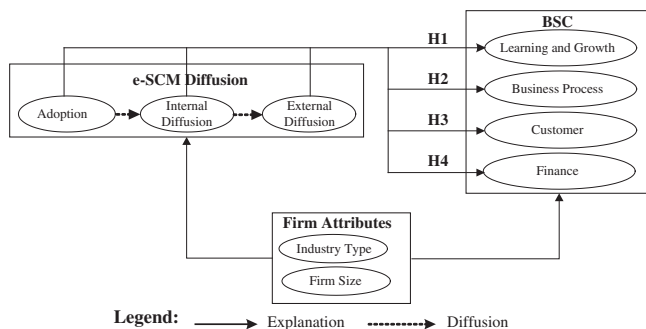 BSC
H1
Learning and Growth
e-SCM Diffusion
H2
Business Process
Adoption
Internal
Diffusion
External
Diffusion
H3
Customer
H4
Finance
Firm Attributes
Industry Type
Firm Size
Legend: Explanation Diffusion